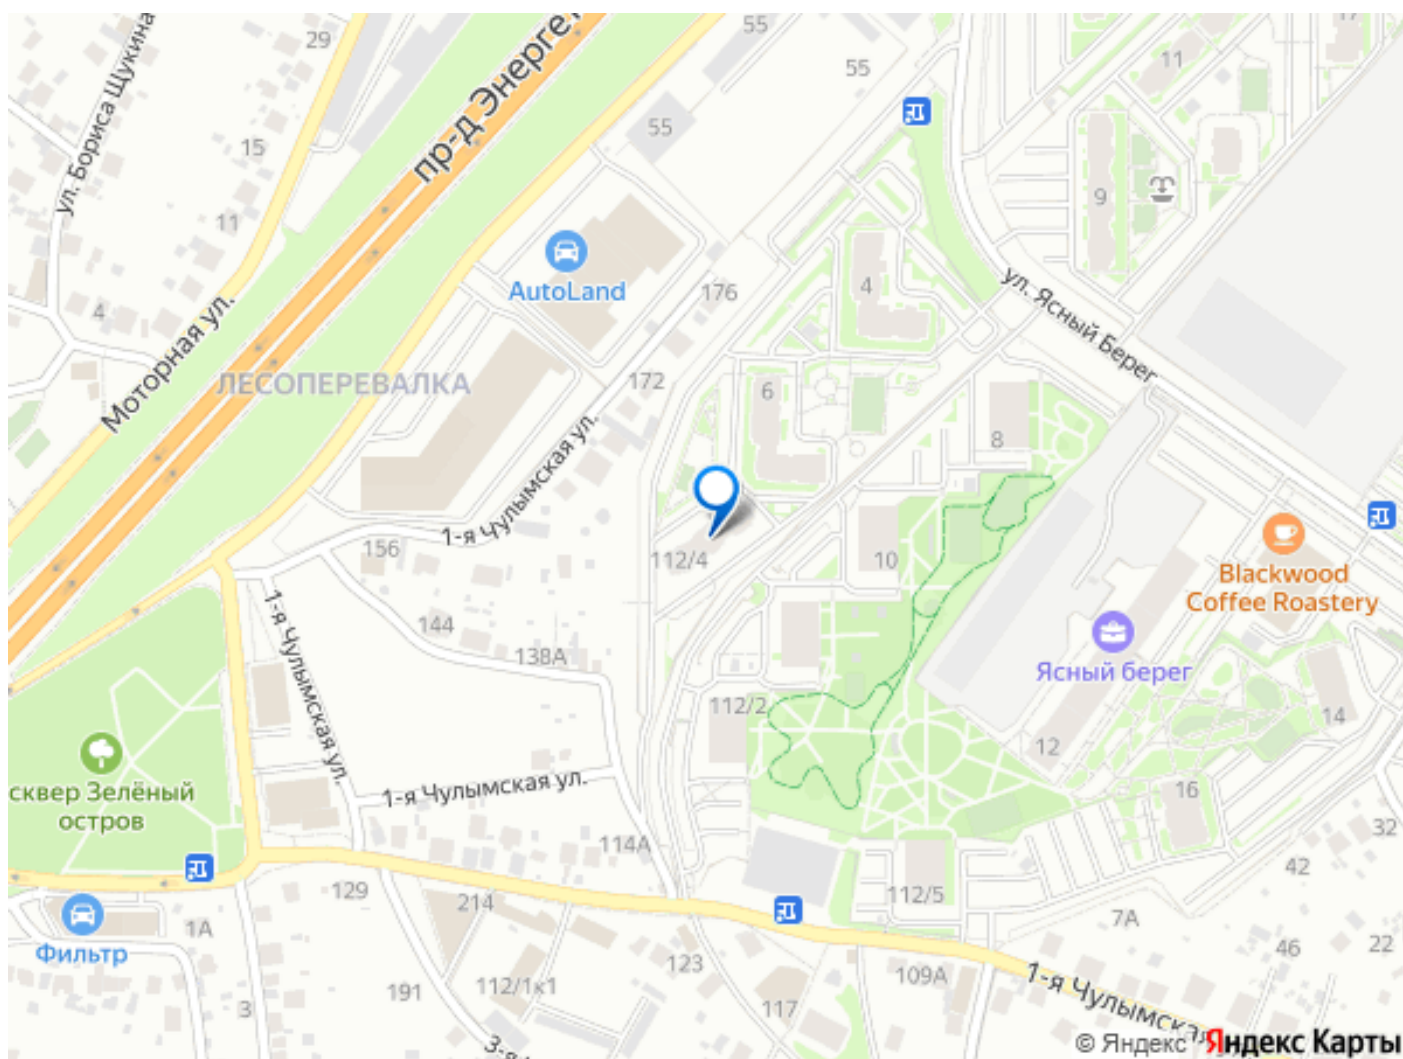 ул. Бориса Щукина
29
15
11
4
Моторная ул.
пр-д Энергет
55
55
55
11
17
9
AutoLand
176
4
ул. Ясный Берег
ЛЕСОПЕРЕВАЛКА
172
6
8
1-я Чулымская ул.
156
112/4
10
Blackwood
Coffee Roastery
1-я Чулымская ул.
144
138А
Ясный берег
112/2
14
12
сквер Зелёный
остров
1-я Чулымская ул.
16
114А
32
42
129
214
112/5
1А
7А
Фильтр
46
22
123
109А
191
112/1к1
117
3
3-я
1-я Чулымская
© Яндекс Яндекс Карты